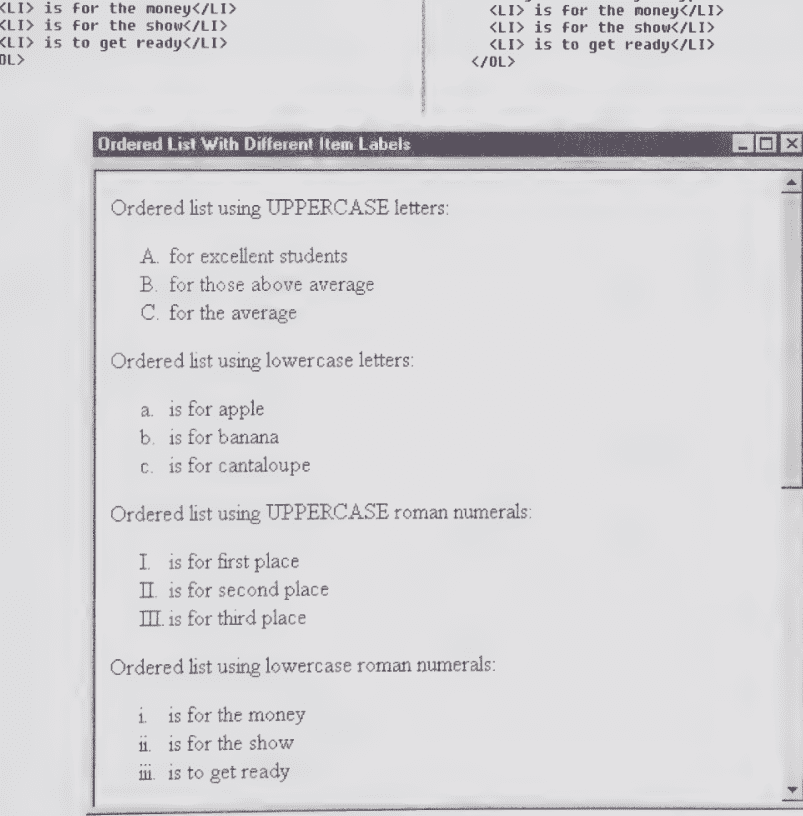 <LI> is for the money</LI>
<LI> is for the show</LI>
<LI> is to get ready</LI>
OL>
<LI> is for the money</LI>
<LI> is for the show</LI>
<LI> is to get ready</LI>
</OL>
Ordered List With Different Item Labels
Ordered list using UPPERCASE letters:
A. for excellent students
B. for those above average
C. for the average
Ordered list using lowercase letters:
a. is for apple
b. is for banana
c. is for cantaloupe
Ordered list using UPPERCASE roman numerals:
I. is for first place
II. is for second place
III. is for third place
Ordered list using lowercase roman numerals:
i. is for the money
ii. is for the show
iii. is to get ready